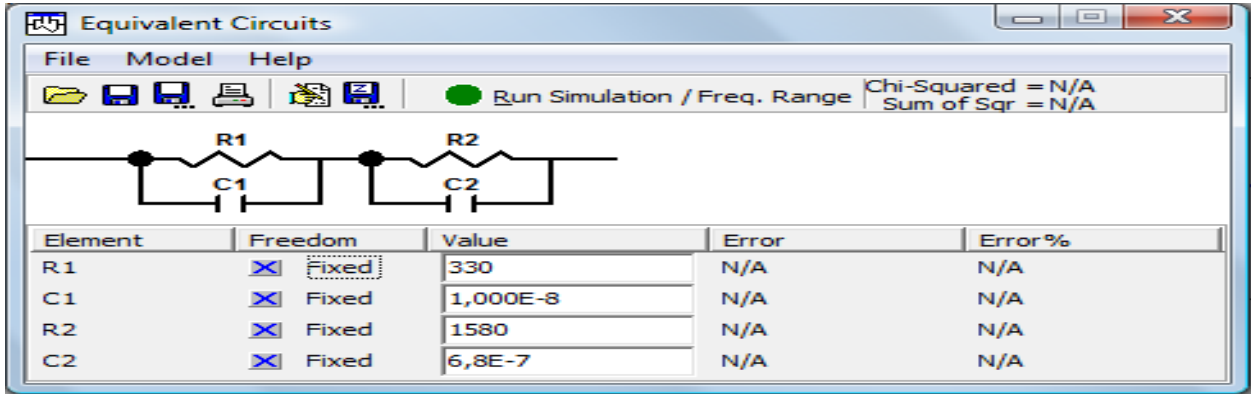 Equivalent Circuits
File Model Help
Run Simulation / Freq. Range
Chi-Squared = N/A
Sum of Sqr = N/A
R1 R2
C1 C2
Element Freedom Value Error Error%
R1 Fixed 330 N/A N/A
C1 Fixed 1,000E-8 N/A N/A
R2 Fixed 1580 N/A N/A
C2 Fixed 6,8E-7 N/A N/A